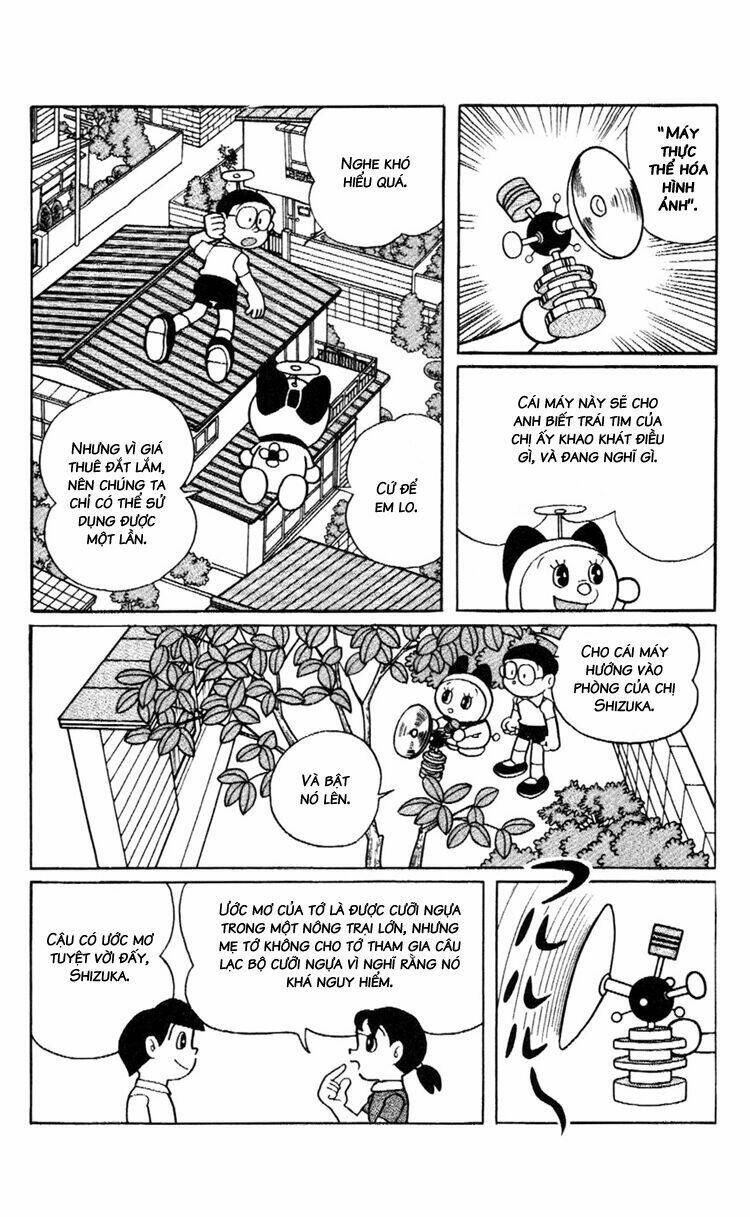 "MÁY
THỰC
THỂ HÓA
HÌNH
ẢNH".
NGHE KHÓ
HIỂU QUÁ.
CÁI MÁY NÀY SẼ CHO
ANH BIẾT TRÁI TIM CỦA
CHỊ ẤY KHAO KHÁT ĐIỀU
GÌ, VÀ ĐANG NGHĨ GÌ.
CỨ ĐỂ
EM LO.
NHƯNG VÌ GIÁ
THUÊ ĐẮT LẮM,
NÊN CHÚNG TA
CHỈ CÓ THỂ SỬ
DỤNG ĐƯỢC
MỘT LẦN.
CHO CÁI MÁY
HƯỚNG VÀO
PHÒNG CỦA CHỊ
SHIZUKA.
VÀ BẬT
NÓ LÊN.
ƯỚC MƠ CỦA TỚ LÀ ĐƯỢC CƯỠI NGỰA
TRONG MỘT NÔNG TRẠI LỚN, NHƯNG
MẸ TỚ KHÔNG CHO TỚ THAM GIA CÂU
LẠC BỘ CƯỠI NGỰA VÌ NGHĨ RẰNG NÓ
KHÁ NGUY HIỂM.
CẬU CÓ ƯỚC MƠ
TUYỆT VỜI ĐẤY,
SHIZUKA.